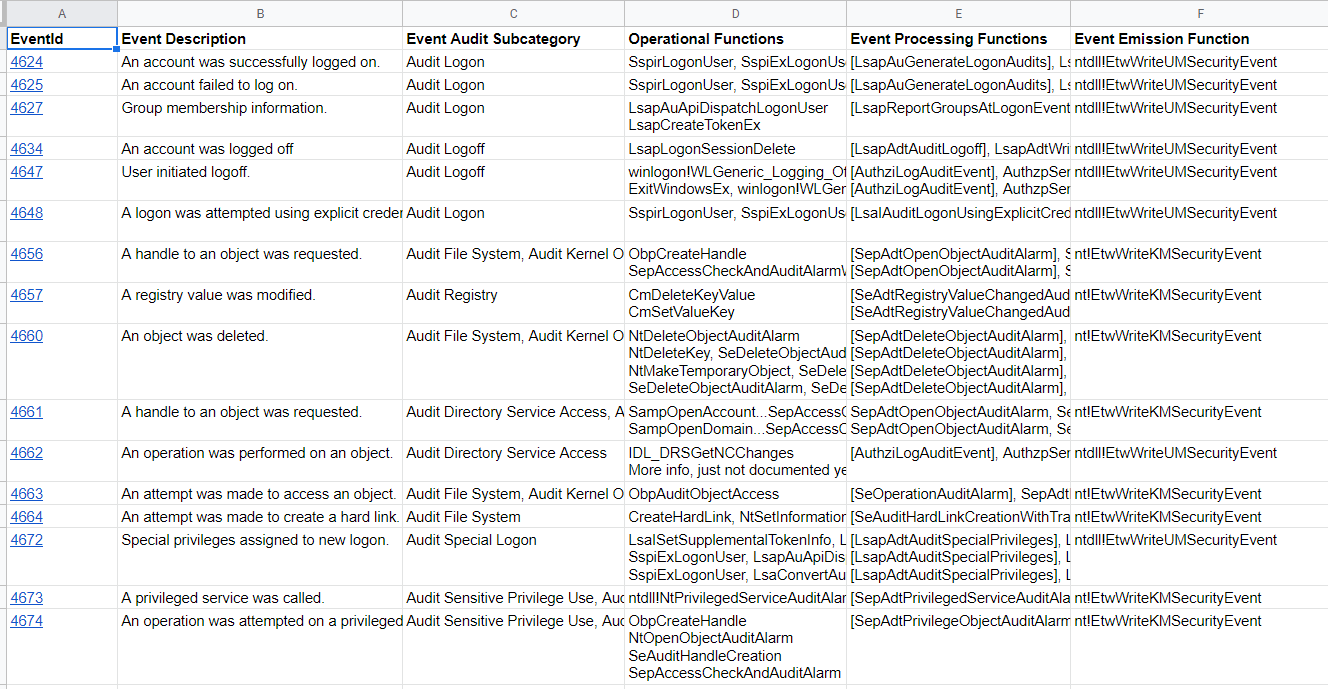 A B C D E F
EventId Event Description Event Audit Subcategory Operational Functions Event Processing Functions Event Emission Function
4624 An account was successfully logged on. Audit Logon SspirLogonUser, SspiExLogonUs [LsapAuGenerateLogonAudits], Ls ntdll!EtwWriteUMSecurityEvent
4625 An account failed to log on. Audit Logon SspirLogonUser, SspiExLogonUs [LsapAuGenerateLogonAudits], Ls ntdll!EtwWriteUMSecurityEvent
4627 Group membership information. Audit Logon LsapAuApiDispatchLogonUser [LsapReportGroupsAtLogonEvent ntdll!EtwWriteUMSecurityEvent
LsapCreateTokenEx
4634 An account was logged off Audit Logoff LsapLogonSessionDelete [LsapAdtAuditLogoff], LsapAdtWri ntdll!EtwWriteUMSecurityEvent
4647 User initiated logoff. Audit Logoff winlogon!WLGeneric_Logging_Of [AuthziLogAuditEvent], AuthzpSer ntdll!EtwWriteUMSecurityEvent
ExitWindowsEx, winlogon!WLGer [AuthziLogAuditEvent], AuthzpSer
4648 A logon was attempted using explicit creder Audit Logon SspirLogonUser, SspiExLogonUs [LsaIAuditLogonUsingExplicitCred ntdll!EtwWriteUMSecurityEvent
4656 A handle to an object was requested. Audit File System, Audit Kernel O ObpCreateHandle [SepAdtOpenObjectAuditAlarm], S nt!EtwWriteKMSecurityEvent
SepAccessCheckAndAuditAlarmW [SepAdtOpenObjectAuditAlarm], S
4657 A registry value was modified. Audit Registry CmDeleteKeyValue [SeAdtRegistryValueChangedAud nt!EtwWriteKMSecurityEvent
CmSetValueKey [SeAdtRegistryValueChangedAud
4660 An object was deleted. Audit File System, Audit Kernel O NtDeleteObjectAuditAlarm [SepAdtDeleteObjectAuditAlarm], nt!EtwWriteKMSecurityEvent
NtDeleteKey, SeDeleteObjectAud [SepAdtDeleteObjectAuditAlarm],
NtMakeTemporaryObject, SeDele [SepAdtDeleteObjectAuditAlarm],
SeDeleteObjectAuditAlarm, SeDe [SepAdtDeleteObjectAuditAlarm],
4661 A handle to an object was requested. Audit Directory Service Access, A SampOpenAccount...SepAccessC SepAdtOpenObjectAuditAlarm, Se nt!EtwWriteKMSecurityEvent
SampOpenDomain...SepAccessC SepAdtOpenObjectAuditAlarm, Se
4662 An operation was performed on an object. Audit Directory Service Access IDL_DRSGetNCChanges [AuthziLogAuditEvent], AuthzpSer ntdll!EtwWriteUMSecurityEvent
More info, just not documented ye
4663 An attempt was made to access an object. Audit File System, Audit Kernel O ObpAuditObjectAccess [SeOperationAuditAlarm], SepAdt nt!EtwWriteKMSecurityEvent
4664 An attempt was made to create a hard link. Audit File System CreateHardLink, NtSetInformation [SeAuditHardLinkCreationWithTra nt!EtwWriteKMSecurityEvent
4672 Special privileges assigned to new logon. Audit Special Logon LsaISetSupplementalTokenInfo, L [LsapAdtAuditSpecialPrivileges], L ntdll!EtwWriteUMSecurityEvent
SspiExLogonUser, LsapAuApiDis [LsapAdtAuditSpecialPrivileges], L
SspiExLogonUser, LsaConvertAu [LsapAdtAuditSpecialPrivileges], L
4673 A privileged service was called. Audit Sensitive Privilege Use, Auc ntdll!NtPrivilegedServiceAuditAlar [SepAdtPrivilegedServiceAuditAla nt!EtwWriteKMSecurityEvent
4674 An operation was attempted on a privileged Audit Sensitive Privilege Use, Auc ObpCreateHandle [SepAdtPrivilegeObjectAuditAlarm nt!EtwWriteKMSecurityEvent
NtOpenObjectAuditAlarm
SeAuditHandleCreation
SepAccessCheckAndAuditAlarm